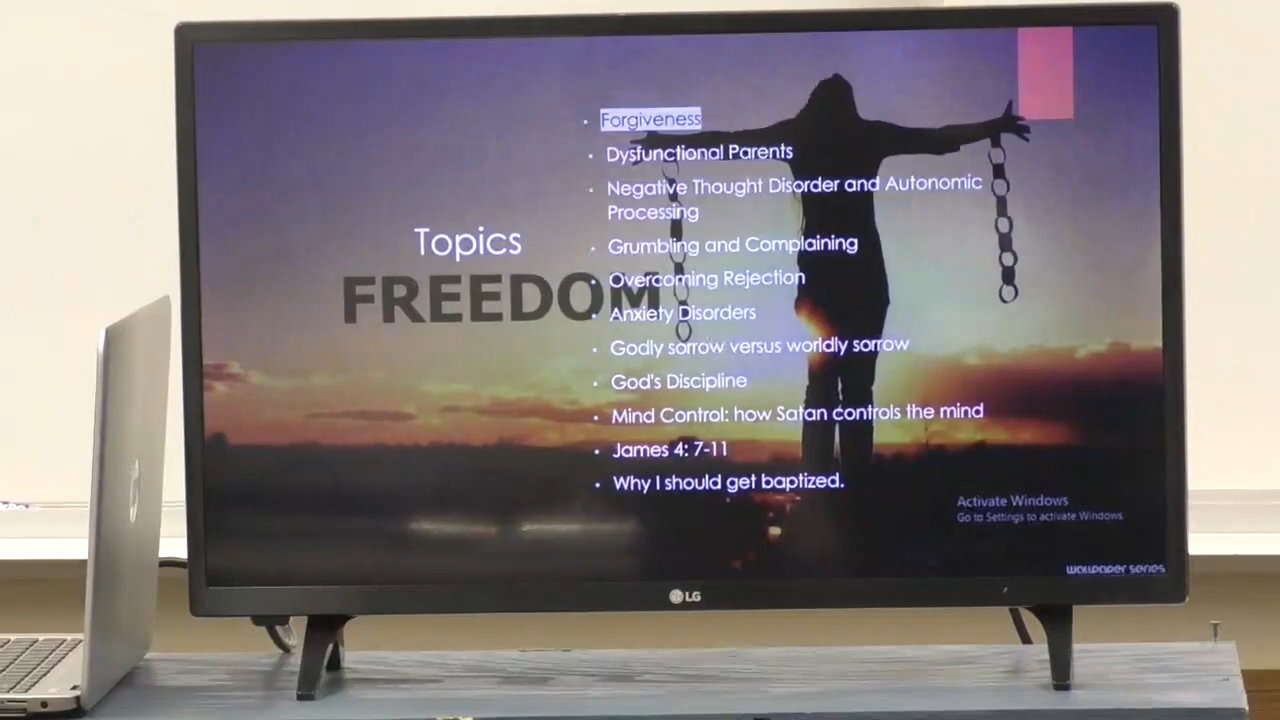 Topics
FREEDOM
Forgiveness
Dysfunctional Parents
Negative Thought Disorder and Autonomic
Processing
Grumbling and Complaining
Overcoming Rejection
Anxiety Disorders
Godly sorrow versus worldly sorrow
God's Discipline
Mind Control: how Satan controls the mind
James 4: 7-11
Why I should get baptized.
Activate Windows
Go to Settings to activate Windows.
wallpaper series
LG